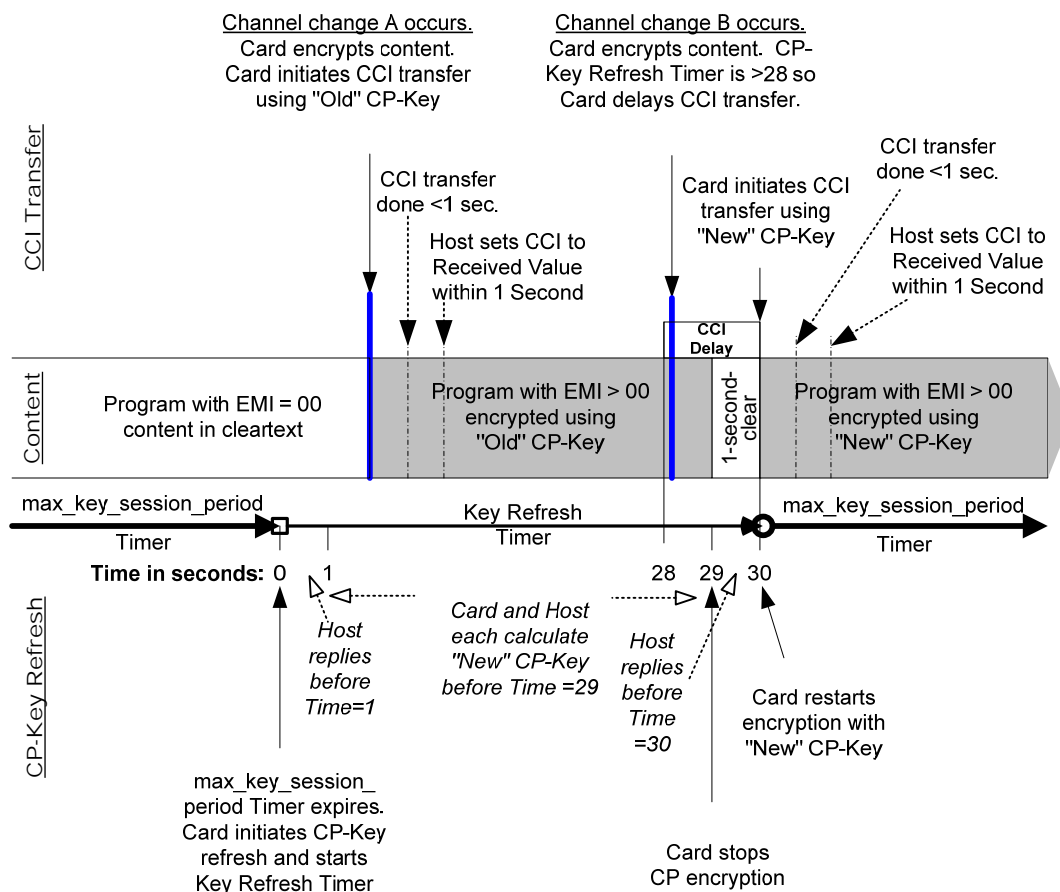 Channel change A occurs.
Card encrypts content.
Card initiates CCI transfer
using "Old" CP-Key
Channel change B occurs.
Card encrypts content.  CP-
Key Refresh Timer is >28 so
Card delays CCI transfer.
CCI Transfer
CCI transfer
done <1 sec.
Host sets CCI to
Received Value
within 1 Second
Card initiates CCI
transfer using
"New" CP-Key
CCI transfer
done <1 sec.
Host sets CCI to
Received Value
within 1 Second
CCI
Delay
Content
Program with EMI = 00
content in cleartext
Program with EMI > 00
encrypted using
"Old" CP-Key
1-second-
clear
Program with EMI > 00
encrypted using
"New" CP-Key
max_key_session_period
Timer
Key Refresh
Timer
max_key_session_period
Timer
Time in seconds: 0 1 28 29 30
CP-Key Refresh
Host
replies
before
Time=1
Card and Host
each calculate
"New" CP-Key
before Time =29
Host
replies
before
Time
=30
Card restarts
encryption with
"New" CP-Key
max_key_session_
period Timer expires.
Card initiates CP-Key
refresh and starts
Key Refresh Timer
Card stops
CP encryption